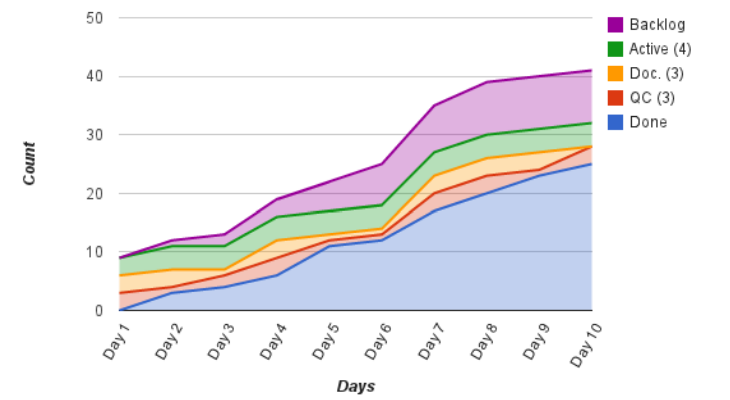 50
40
30
20
10
0
Count
Day 1
Day 2
Day 3
Day 4
Day 5
Day 6
Day 7
Day 8
Day 9
Day 10
Days
Backlog
Active (4)
Doc. (3)
QC (3)
Done